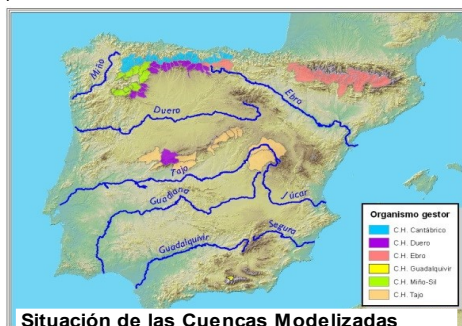 Miño
Ebro
Duero
Tajo
Guadiana
Júcar
Segura
Guadalquivir
Organismo gestor
C.H. Cantábrico
C.H. Duero
C.H. Ebro
C.H. Guadalquivir
C.H. Miño-Sil
C.H. Tajo
Situación de las Cuencas Modelizadas